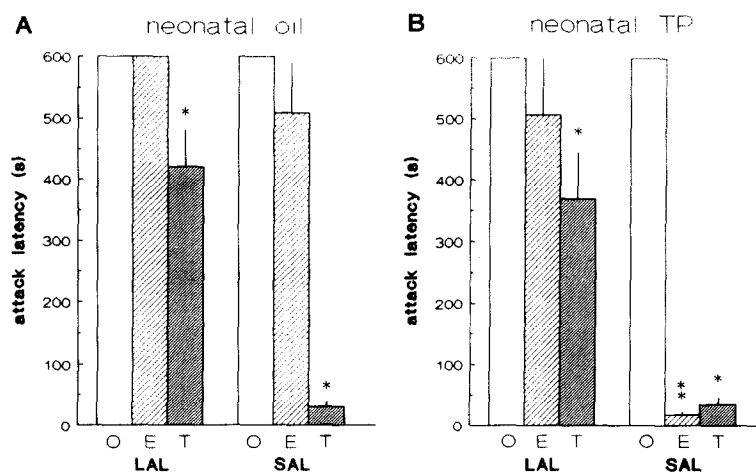 A neonatal oil
attack latency (s)
600
500
400
300
200
100
0
*
*
O E T O E T
LAL SAL
B neonatal TP
attack latency (s)
600
500
400
300
200
100
0
*
*
*
*
O E T O E T
LAL SAL